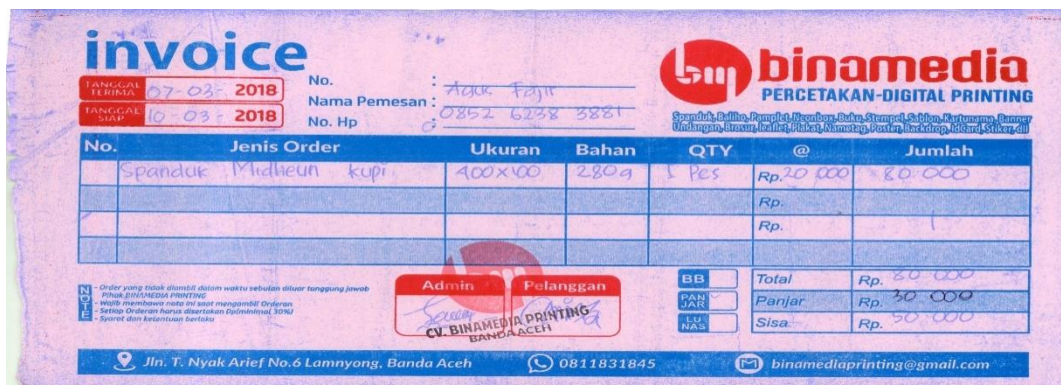 invoice
TANGGAL TERIMA 07-03- 2018
TANGGAL SIAP 10-03- 2018
No. :
Nama Pemesan : Fajri
No. Hp : 0852 6238 3881
bm binamedia
PERCETAKAN-DIGITAL PRINTING
Spanduk, Baliho, Pamplet, Neonbox, Buku, Stempel, Sablon, Kartunama, Banner
Undangan, Brosur, leaflet, Plakat, Nametag, Poster, Backdrop, IdCard, Stiker, dll
No. Jenis Order Ukuran Bahan QTY @ Jumlah
Spanduk Midheun kupi 400x100 280g 1 Pcs Rp.20 000 80.000
Rp.
Rp.
NOTE
- Order yang tidak diambil dalam waktu sebulan diluar tanggung jawab
Pihak BINAMEDIA PRINTING
- Wajib membawa nota ini saat mengambil Orderan
- Setiap Orderan harus disertakan Dp(minimal 30%)
- Syarat dan ketentuan berlaku
Admin Pelanggan
CV. BINAMEDIA PRINTING
BANDA ACEH
BB
PANJAR
LUNAS
Total Rp. 80 000
Panjar Rp. 30 000
Sisa Rp. 50 000
Jln. T. Nyak Arief No.6 Lamnyong, Banda Aceh
0811831845
binamediaprinting@gmail.com